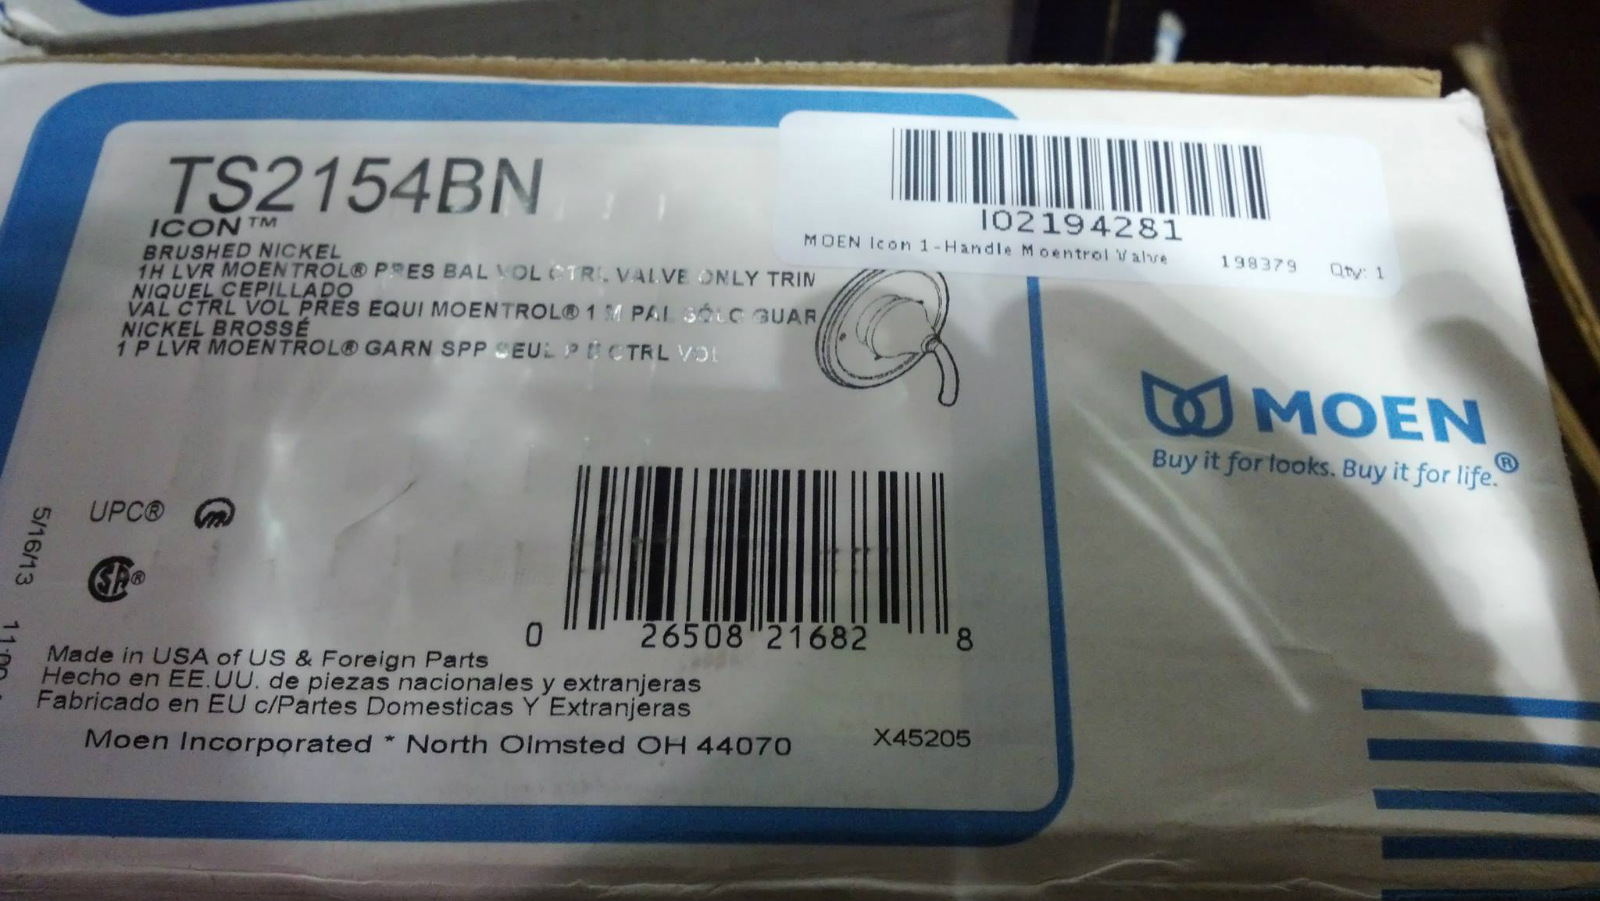 TS2154BN
ICON™
BRUSHED NICKEL
1H LVR MOENTROL® PRES BAL VOL CTRL VALVE ONLY TRIM
NIQUEL CEPILLADO
VAL CTRL VOL PRES EQUI MOENTROL® 1 M PAL SÓLO GUAR
NICKEL BROSSÉ
1 P LVR MOENTROL® GARN SPP SEUL P D CTRL VOL
I02194281
MOEN Icon 1-Handle Moentrol Valve 198379 Qty: 1
MOEN
Buy it for looks. Buy it for life.®
UPC®
SA®
5/16/13
0 26508 21682 8
Made in USA of US & Foreign Parts
Hecho en EE.UU. de piezas nacionales y extranjeras
Fabricado en EU c/Partes Domesticas Y Extranjeras
Moen Incorporated * North Olmsted OH 44070 X45205